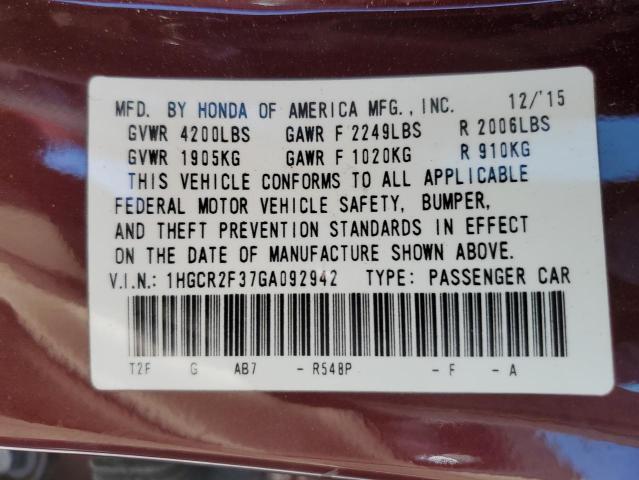 MFD. BY HONDA OF AMERICA MFG., INC. 12/'15
GVWR 4200LBS GAWR F 2249LBS R 2006LBS
GVWR 1905KG GAWR F 1020KG R 910KG
THIS VEHICLE CONFORMS TO ALL APPLICABLE
FEDERAL MOTOR VEHICLE SAFETY, BUMPER,
AND THEFT PREVENTION STANDARDS IN EFFECT
ON THE DATE OF MANUFACTURE SHOWN ABOVE.
V.I.N.: 1HGCR2F37GA092942 TYPE: PASSENGER CAR
T2F G AB7 - R548P - F - A